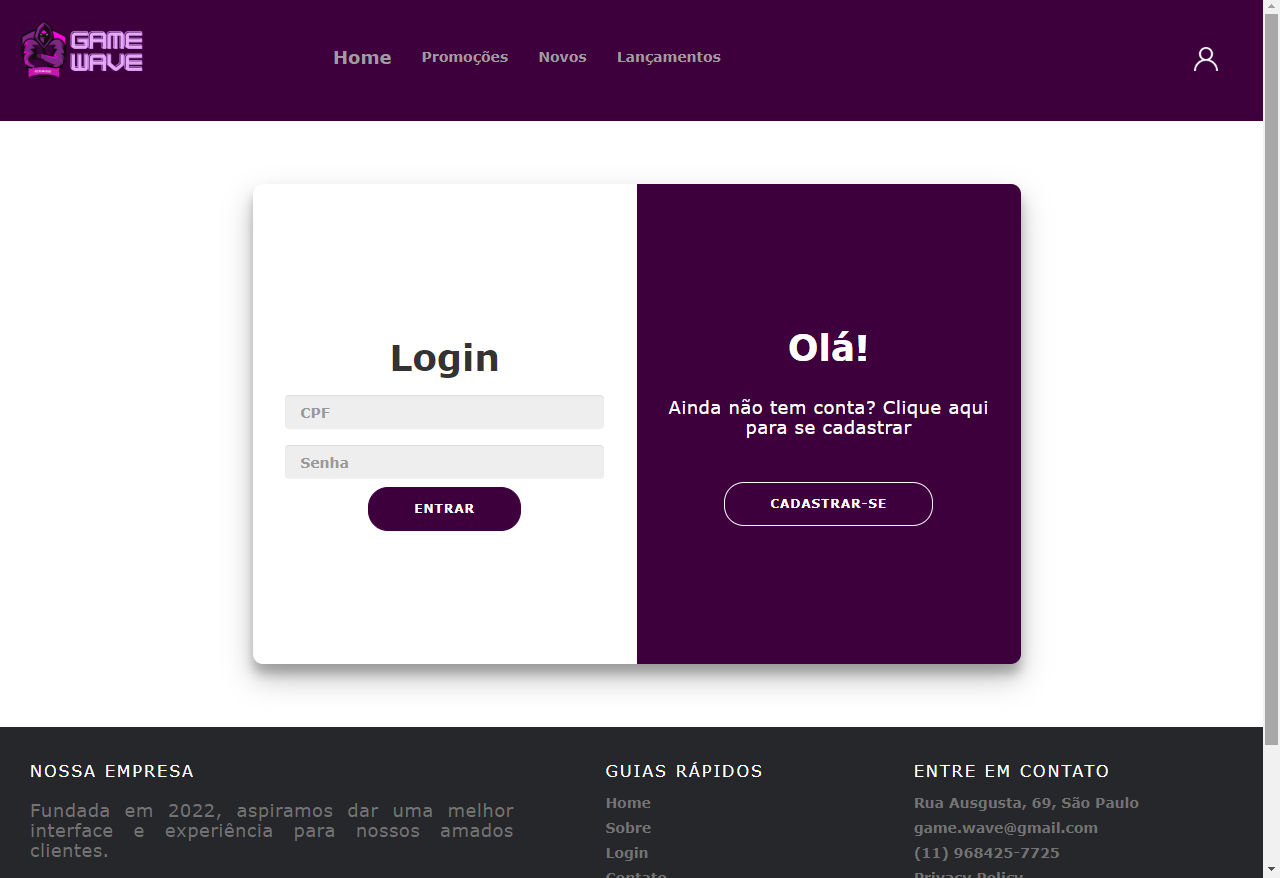 GAME
WAVE
Home
Promoções
Novos
Lançamentos
Login
CPF
Senha
ENTRAR
Olá!
Ainda não tem conta? Clique aqui
para se cadastrar
CADASTRAR-SE
NOSSA EMPRESA
Fundada em 2022, aspiramos dar uma melhor
interface e experiência para nossos amados
clientes.
GUIAS RÁPIDOS
Home
Sobre
Login
Contato
ENTRE EM CONTATO
Rua Ausgusta, 69, São Paulo
game.wave@gmail.com
(11) 968425-7725
Privacy Policy